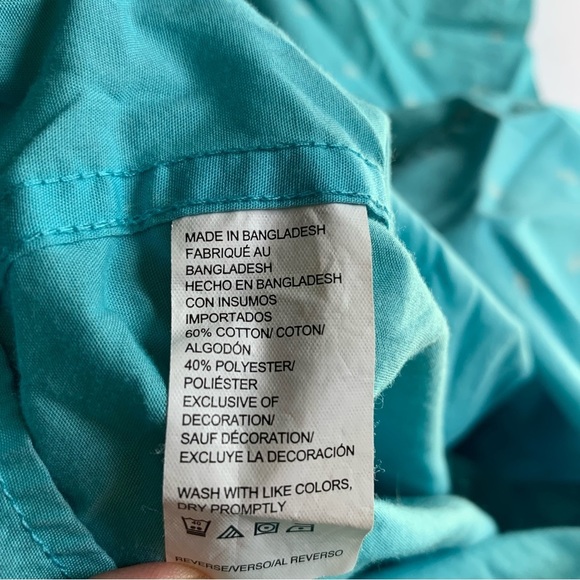 MADE IN BANGLADESH
FABRIQUÉ AU
BANGLADESH
HECHO EN BANGLADESH
CON INSUMOS
IMPORTADOS
60% COTTON/ COTON/
ALGODÓN
40% POLYESTER/
POLIÉSTER
EXCLUSIVE OF
DECORATION/
SAUF DÉCORATION/
EXCLUYE LA DECORACIÓN
WASH WITH LIKE COLORS,
DRY PROMPTLY
REVERSE/VERSO/AL REVERSO